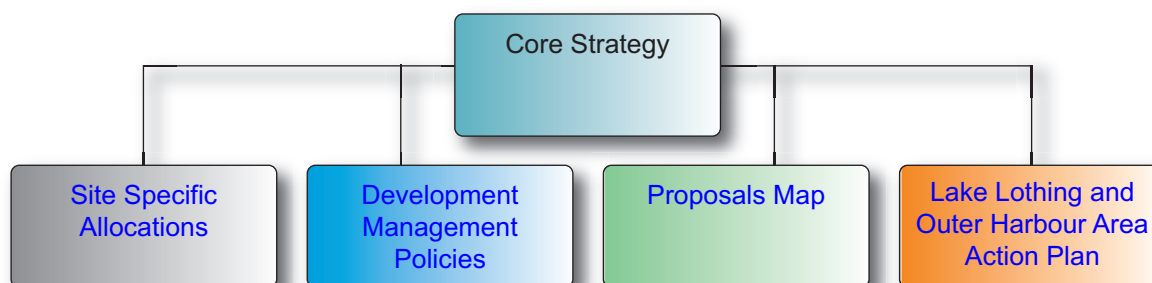 Core Strategy
Site Specific
Allocations
Development
Management
Policies
Proposals Map
Lake Lothing and
Outer Harbour Area
Action Plan